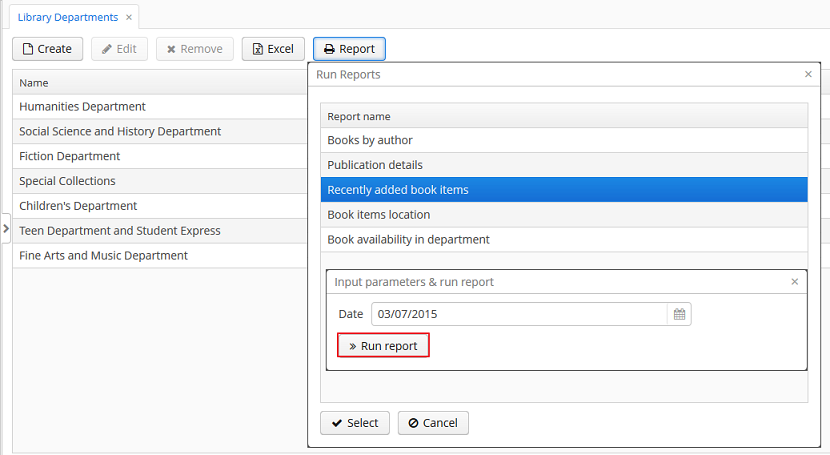 Library Departments ×
Create Edit Remove Excel Report
Name
Humanities Department
Social Science and History Department
Fiction Department
Special Collections
Children's Department
Teen Department and Student Express
Fine Arts and Music Department
Run Reports ×
Report name
Books by author
Publication details
Recently added book items
Book items location
Book availability in department
Input parameters & run report ×
Date 03/07/2015
Run report
Select Cancel